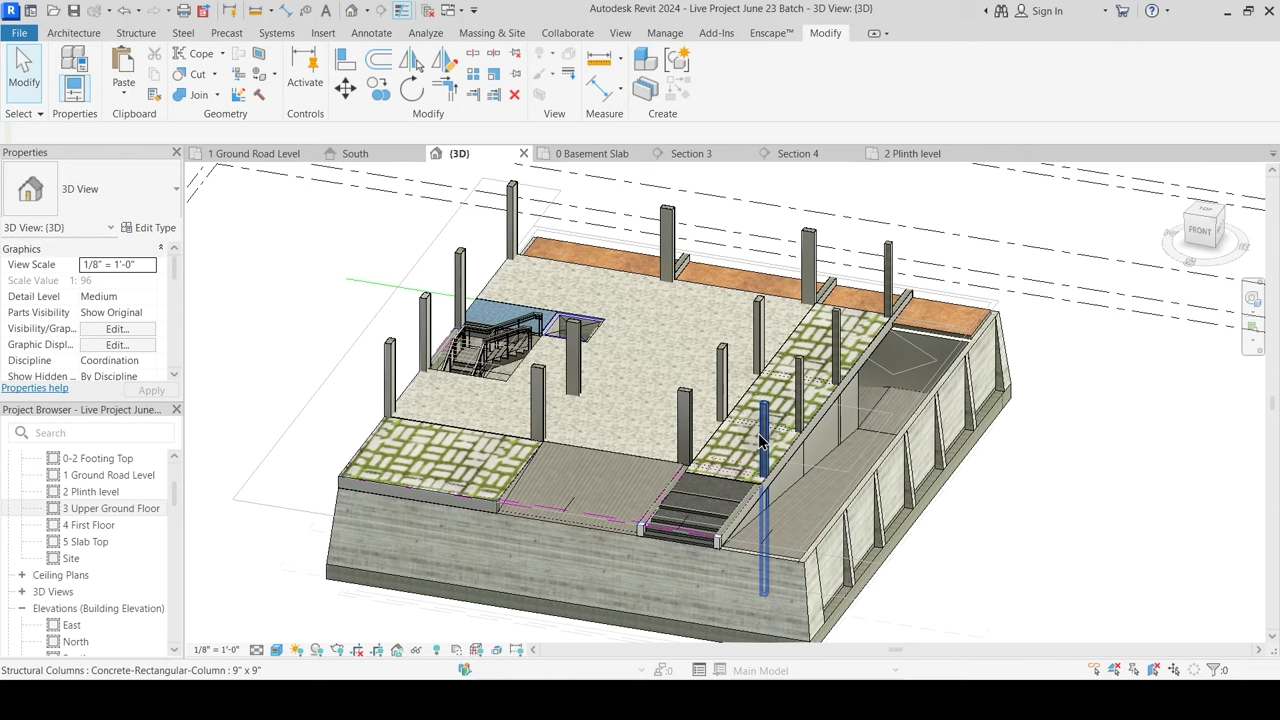 Autodesk Revit 2024 - Live Project June 23 Batch - 3D View: {3D}
Sign In
File Architecture Structure Steel Precast Systems Insert Annotate Analyze Massing & Site Collaborate View Manage Add-Ins Enscape™ Modify
Modify Paste Cope Cut Join Activate
Select Properties Clipboard Geometry Controls Modify View Measure Create
Properties
1 Ground Road Level South {3D} 0 Basement Slab Section 3 Section 4 2 Plinth level
3D View
3D View: {3D} Edit Type
Graphics
View Scale 1/8" = 1'-0"
Scale Value 1: 96
Detail Level Medium
Parts Visibility Show Original
Visibility/Grap... Edit...
Graphic Displ... Edit...
Discipline Coordination
Show Hidden By Discipline
Properties help Apply
Project Browser - Live Project June...
Search
0-2 Footing Top
1 Ground Road Level
2 Plinth level
3 Upper Ground Floor
4 First Floor
5 Slab Top
Site
Ceiling Plans
3D Views
Elevations (Building Elevation)
East
North
TOP
FRONT
1/8" = 1'-0"
Structural Columns : Concrete-Rectangular-Column : 9" x 9" :0 Main Model :0